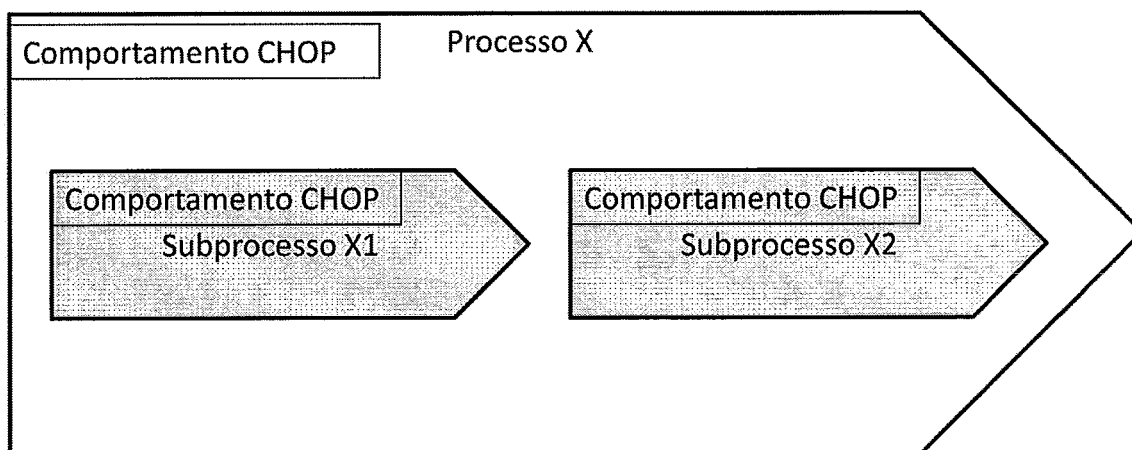 Comportamento CHOP
Processo X
Comportamento CHOP
Subprocesso X1
Comportamento CHOP
Subprocesso X2